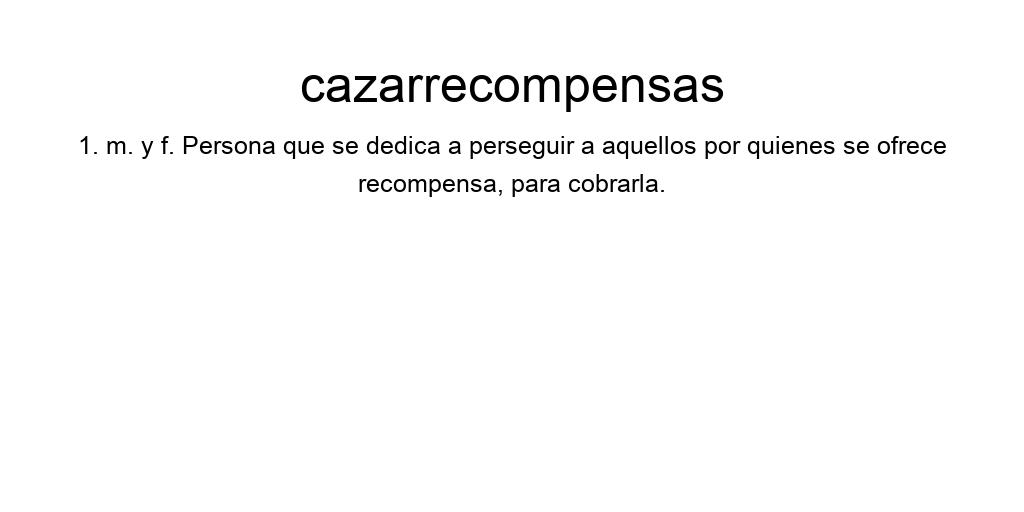 cazarrecompensas
1. m. y f. Persona que se dedica a perseguir a aquellos por quienes se ofrece
recompensa, para cobrarla.